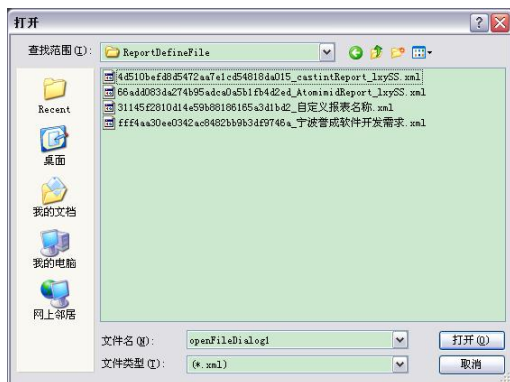 打开
查找范围(I):
ReportDefineFile
4d510befd8d5472aa7e1cd54818da015_castintReport_lxySS.xml
66add083da274b95adca0a5b1fb4d2ed_AtomimidReport_lxySS.xml
31145f2810d14e59b88186165a3d1bd2_自定义报表名称.xml
fff4aa30ee0342ac8482bb9b3df9746a_宁波誉成软件开发需求.xml
Recent
桌面
我的文档
我的电脑
网上邻居
文件名(N):
openFileDialog1
打开(O)
文件类型(T):
(*.xml)
取消